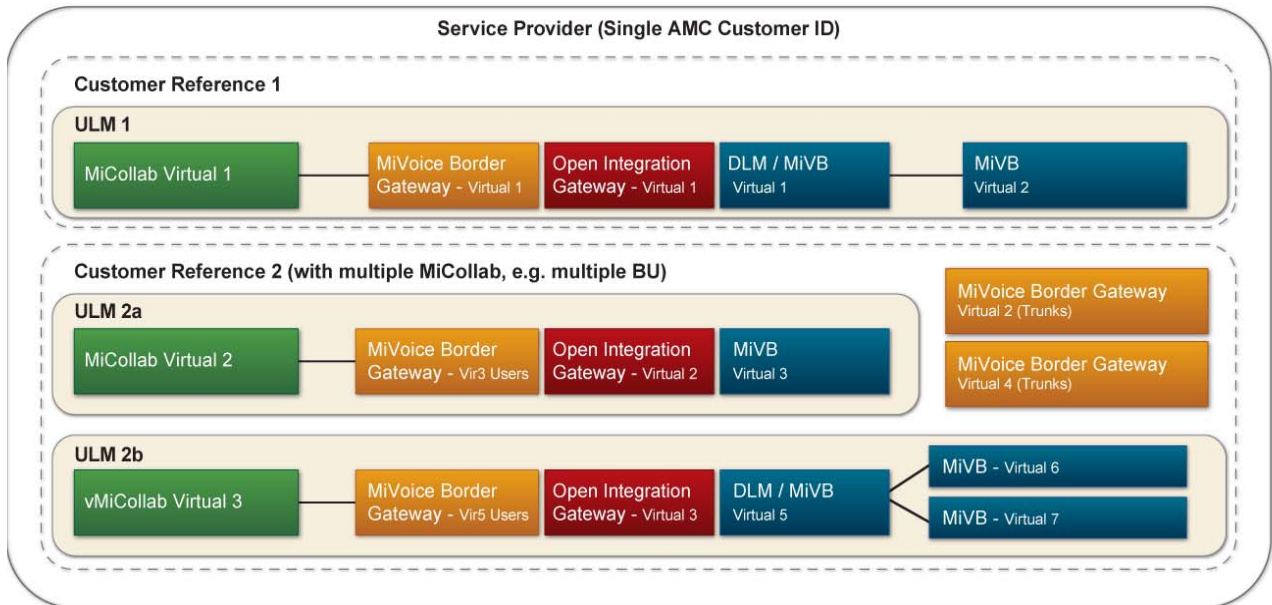 Service Provider (Single AMC Customer ID)
Customer Reference 1
ULM 1
MiCollab Virtual 1
MiVoice Border
Gateway - Virtual 1
Open Integration
Gateway - Virtual 1
DLM / MiVB
Virtual 1
MiVB
Virtual 2
Customer Reference 2 (with multiple MiCollab, e.g. multiple BU)
ULM 2a
MiCollab Virtual 2
MiVoice Border
Gateway - Vir3 Users
Open Integration
Gateway - Virtual 2
MiVB
Virtual 3
MiVoice Border Gateway
Virtual 2 (Trunks)
MiVoice Border Gateway
Virtual 4 (Trunks)
ULM 2b
vMiCollab Virtual 3
MiVoice Border
Gateway - Vir5 Users
Open Integration
Gateway - Virtual 3
DLM / MiVB
Virtual 5
MiVB - Virtual 6
MiVB - Virtual 7